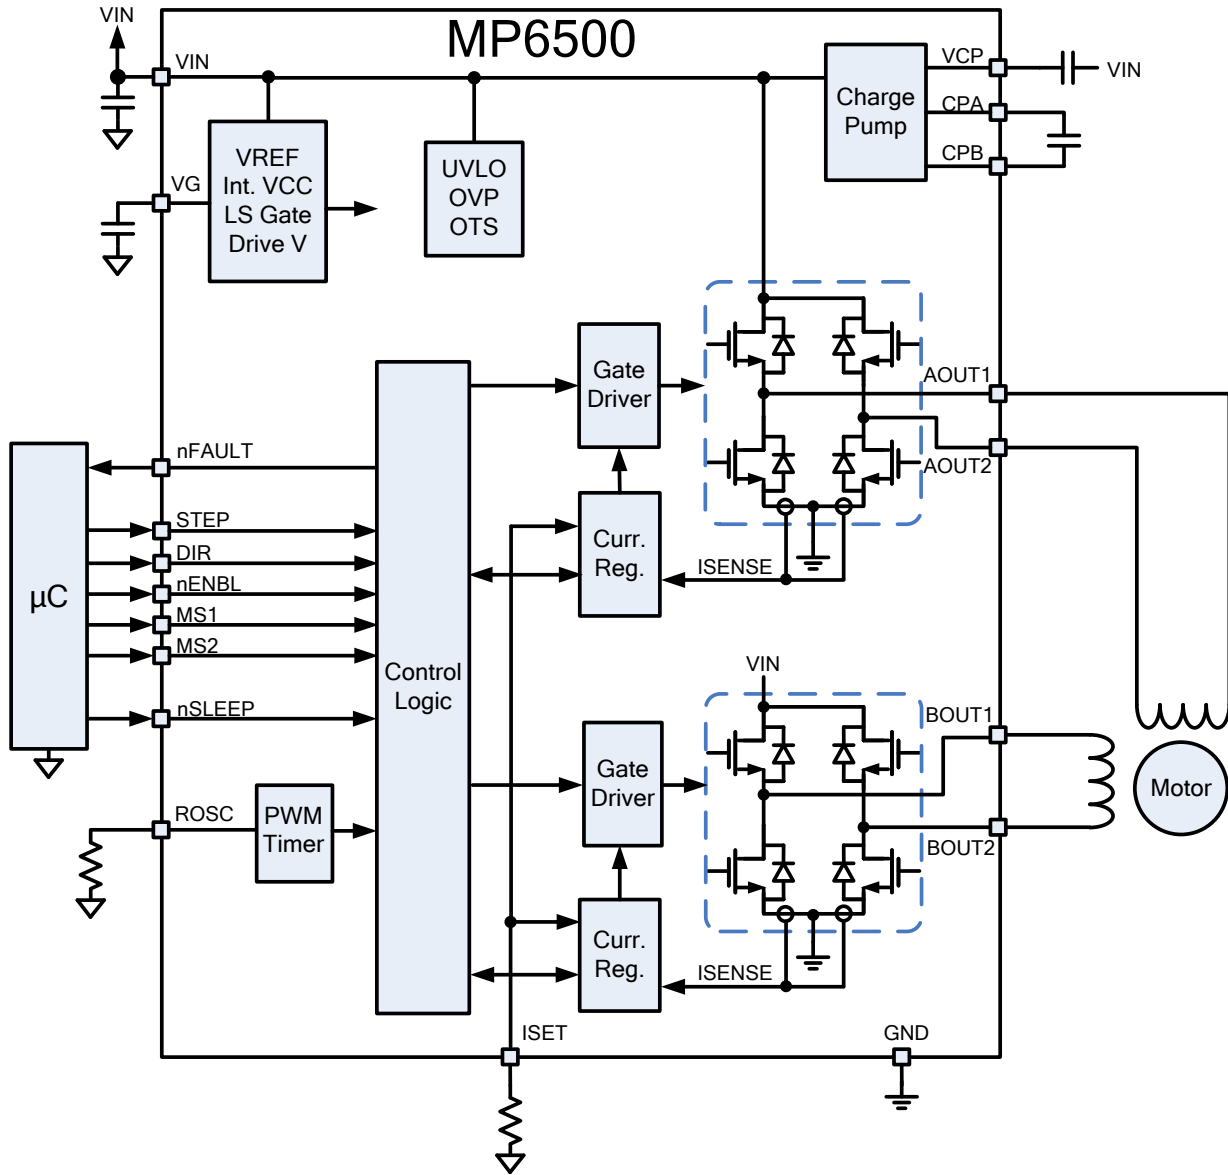 VIN
MP6500
VIN
VCP
VIN
Charge
Pump
CPA
CPB
VG
VREF
Int. VCC
LS Gate
Drive V
UVLO
OVP
OTS
Gate
Driver
AOUT1
AOUT2
nFAULT
STEP
DIR
nENBL
MS1
MS2
nSLEEP
µC
Control
Logic
Curr.
Reg.
ISENSE
VIN
BOUT1
BOUT2
Gate
Driver
Motor
ROSC
PWM
Timer
Curr.
Reg.
ISENSE
ISET
GND